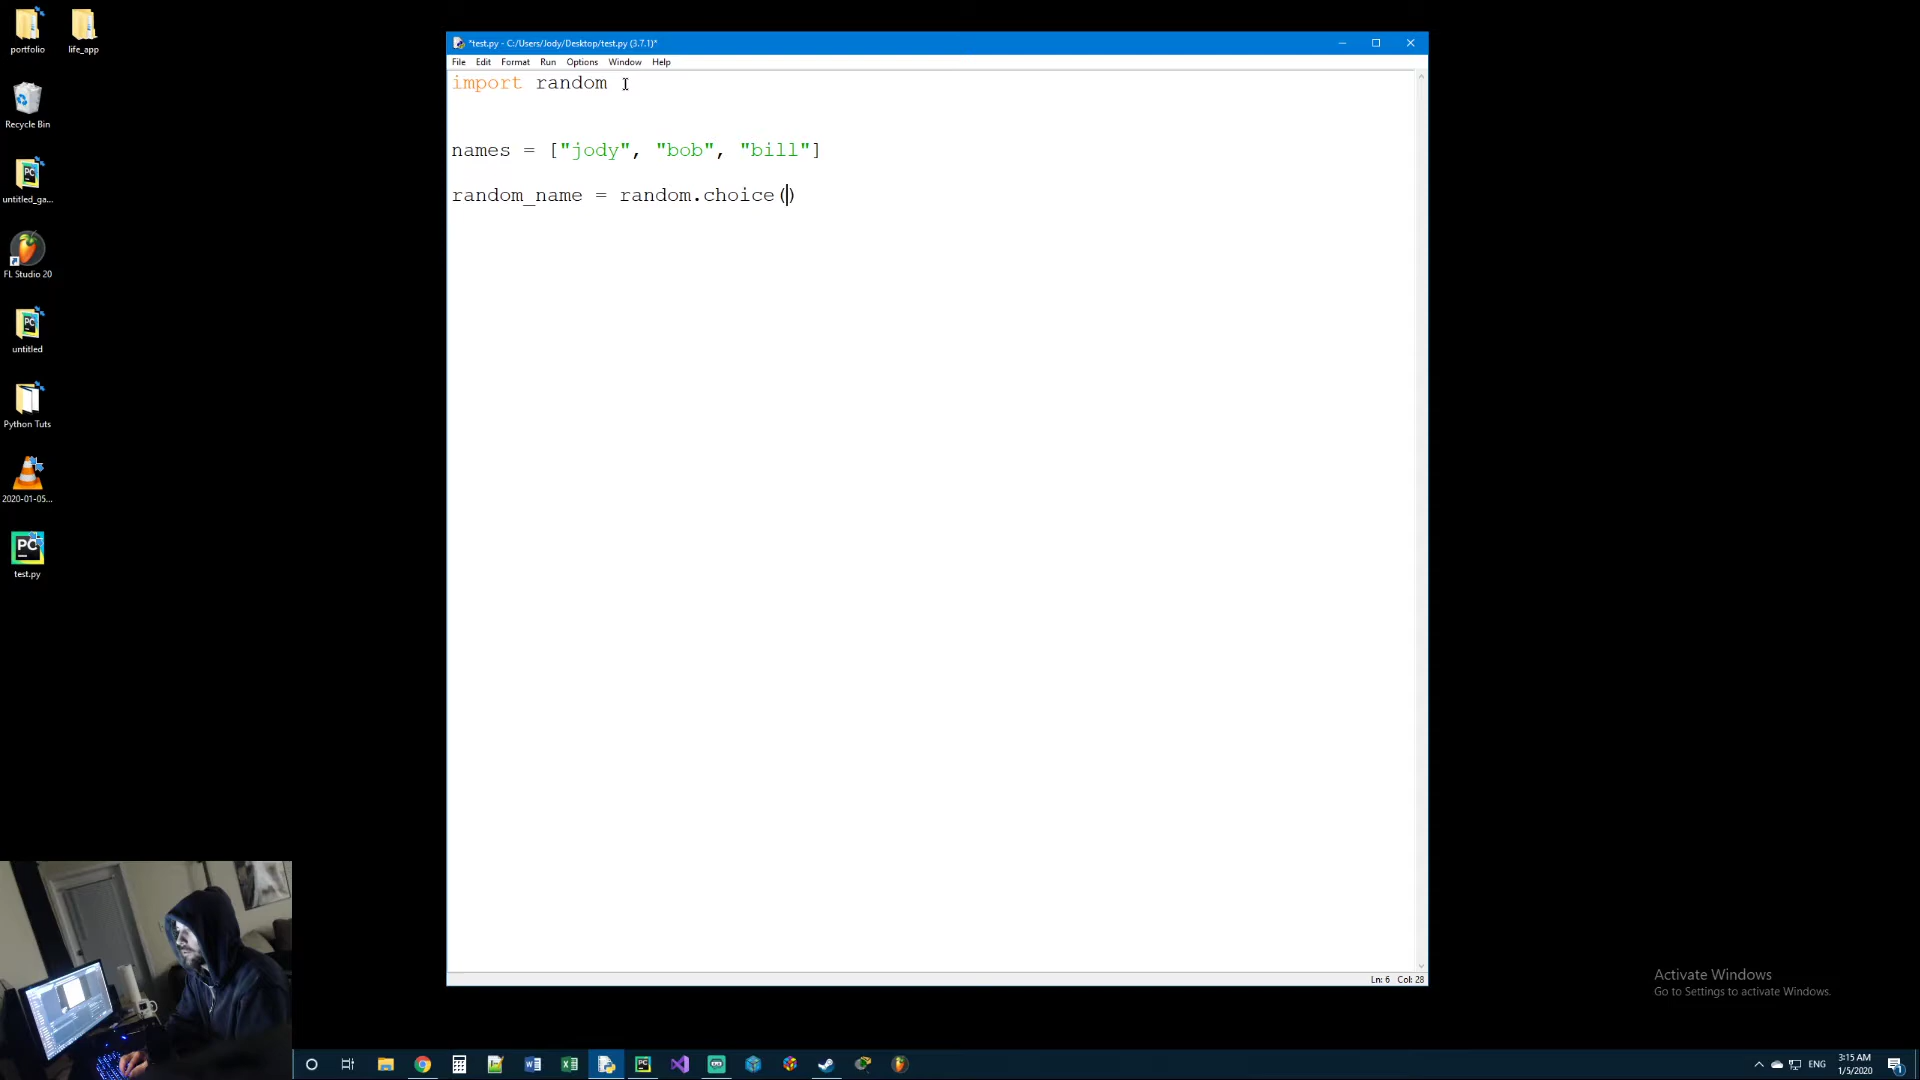 portfolio
life_app
Recycle Bin
untitled_ga...
FL Studio 20
untitled
Python Tuts
2020-01-05...
test.py
*test.py - C:/Users/Jody/Desktop/test.py (3.7.1)*
File Edit Format Run Options Window Help
import random
names = ["jody", "bob", "bill"]
random_name = random.choice()
Ln: 6 Col: 28
Activate Windows
Go to Settings to activate Windows.
ENG
3:15 AM
1/5/2020